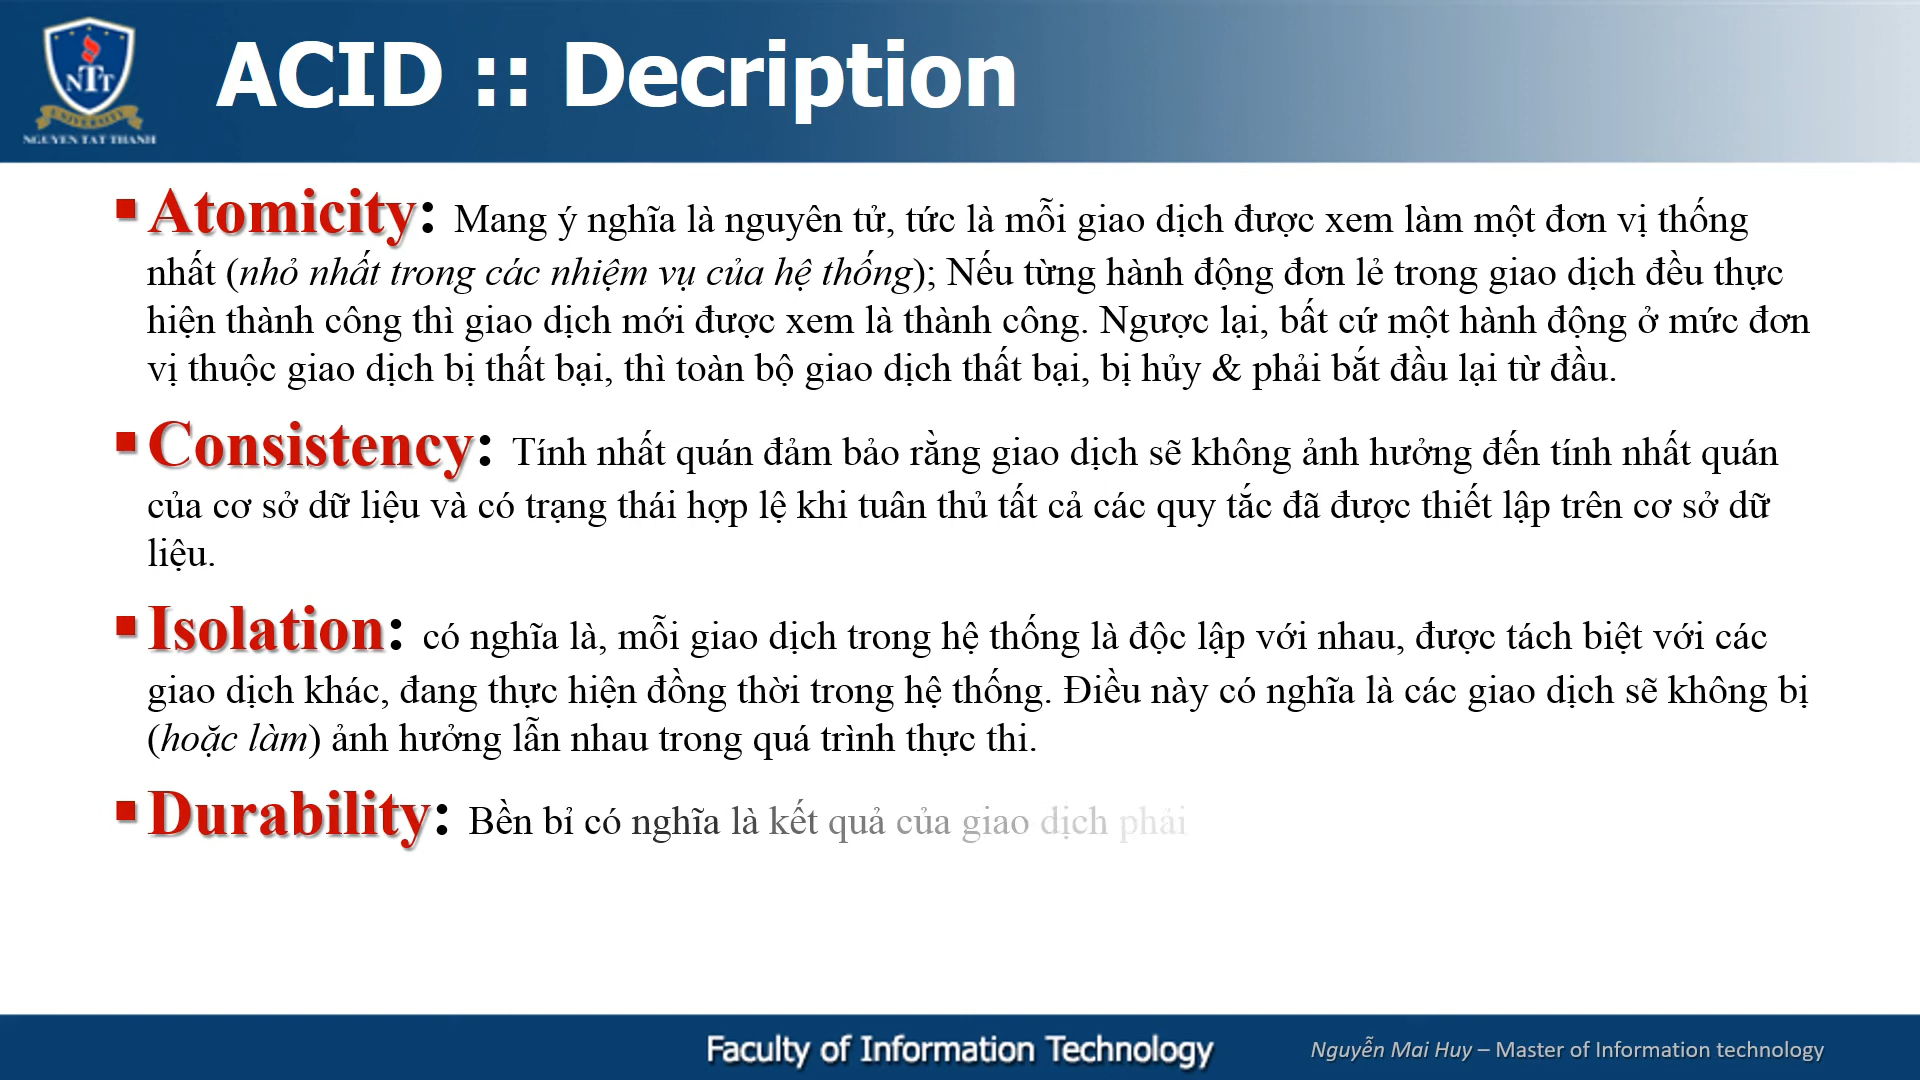 NTT
UNIVERSITY
NGUYEN TAT THANH
ACID :: Decription
Atomicity: Mang ý nghĩa là nguyên tử, tức là mỗi giao dịch được xem làm một đơn vị thống
nhất (nhỏ nhất trong các nhiệm vụ của hệ thống); Nếu từng hành động đơn lẻ trong giao dịch đều thực
hiện thành công thì giao dịch mới được xem là thành công. Ngược lại, bất cứ một hành động ở mức đơn
vị thuộc giao dịch bị thất bại, thì toàn bộ giao dịch thất bại, bị hủy & phải bắt đầu lại từ đầu.
Consistency: Tính nhất quán đảm bảo rằng giao dịch sẽ không ảnh hưởng đến tính nhất quán
của cơ sở dữ liệu và có trạng thái hợp lệ khi tuân thủ tất cả các quy tắc đã được thiết lập trên cơ sở dữ
liệu.
Isolation: có nghĩa là, mỗi giao dịch trong hệ thống là độc lập với nhau, được tách biệt với các
giao dịch khác, đang thực hiện đồng thời trong hệ thống. Điều này có nghĩa là các giao dịch sẽ không bị
(hoặc làm) ảnh hưởng lẫn nhau trong quá trình thực thi.
Durability: Bền bỉ có nghĩa là kết quả của giao dịch phải
Faculty of Information Technology
Nguyễn Mai Huy – Master of Information technology